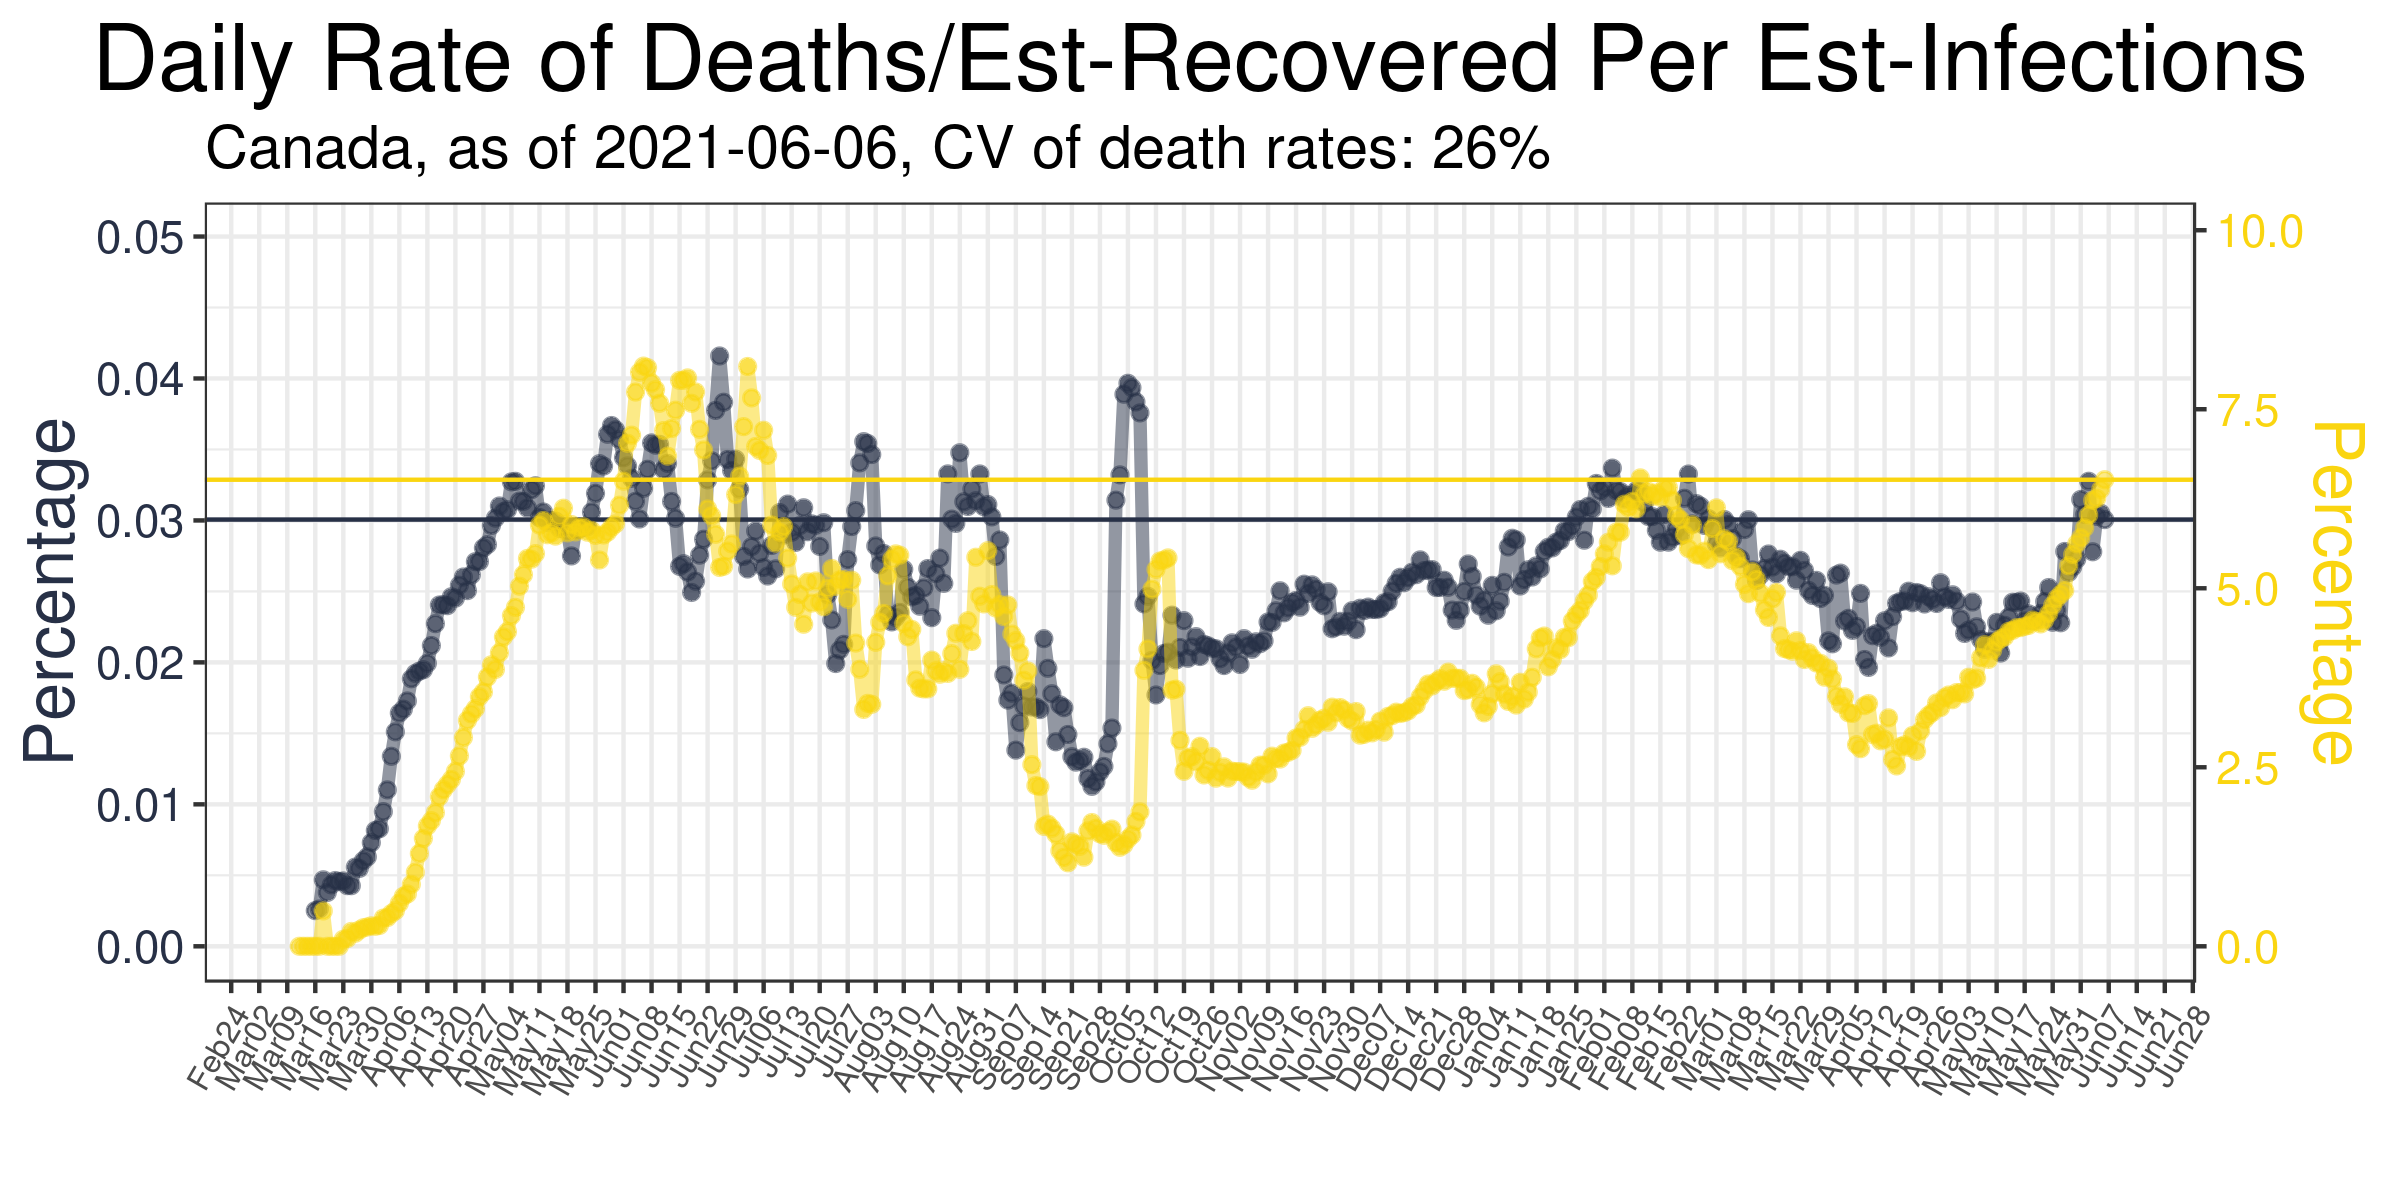 Daily Rate of Deaths/Est-Recovered Per Est-Infections
Canada, as of 2021-06-06, CV of death rates: 26%
Percentage
0.05
0.04
0.03
0.02
0.01
0.00
10.0
7.5
5.0
2.5
0.0
Percentage
Feb24 Mar02 Mar09 Mar16 Mar23 Mar30 Apr06 Apr13 Apr20 Apr27 May04 May11 May18 May25 Jun01 Jun08 Jun15 Jun22 Jun29 Jul06 Jul13 Jul20 Jul27 Aug03 Aug10 Aug17 Aug24 Aug31 Sep07 Sep14 Sep21 Sep28 Oct05 Oct12 Oct19 Oct26 Nov02 Nov09 Nov16 Nov23 Nov30 Dec07 Dec14 Dec21 Dec28 Jan04 Jan11 Jan18 Jan25 Feb01 Feb08 Feb15 Feb22 Mar01 Mar08 Mar15 Mar22 Mar29 Apr05 Apr12 Apr19 Apr26 May03 May10 May17 May24 May31 Jun07 Jun14 Jun21 Jun28